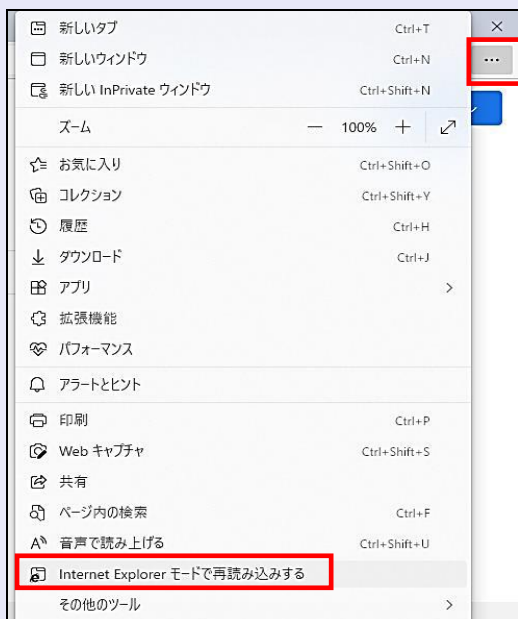 新しいタブ Ctrl+T
新しいウィンドウ Ctrl+N
新しい InPrivate ウィンドウ Ctrl+Shift+N
ズーム — 100% +
お気に入り Ctrl+Shift+O
コレクション Ctrl+Shift+Y
履歴 Ctrl+H
ダウンロード Ctrl+J
アプリ
拡張機能
パフォーマンス
アラートとヒント
印刷 Ctrl+P
Web キャプチャ Ctrl+Shift+S
共有
ページ内の検索 Ctrl+F
音声で読み上げる Ctrl+Shift+U
Internet Explorer モードで再読み込みする
その他のツール